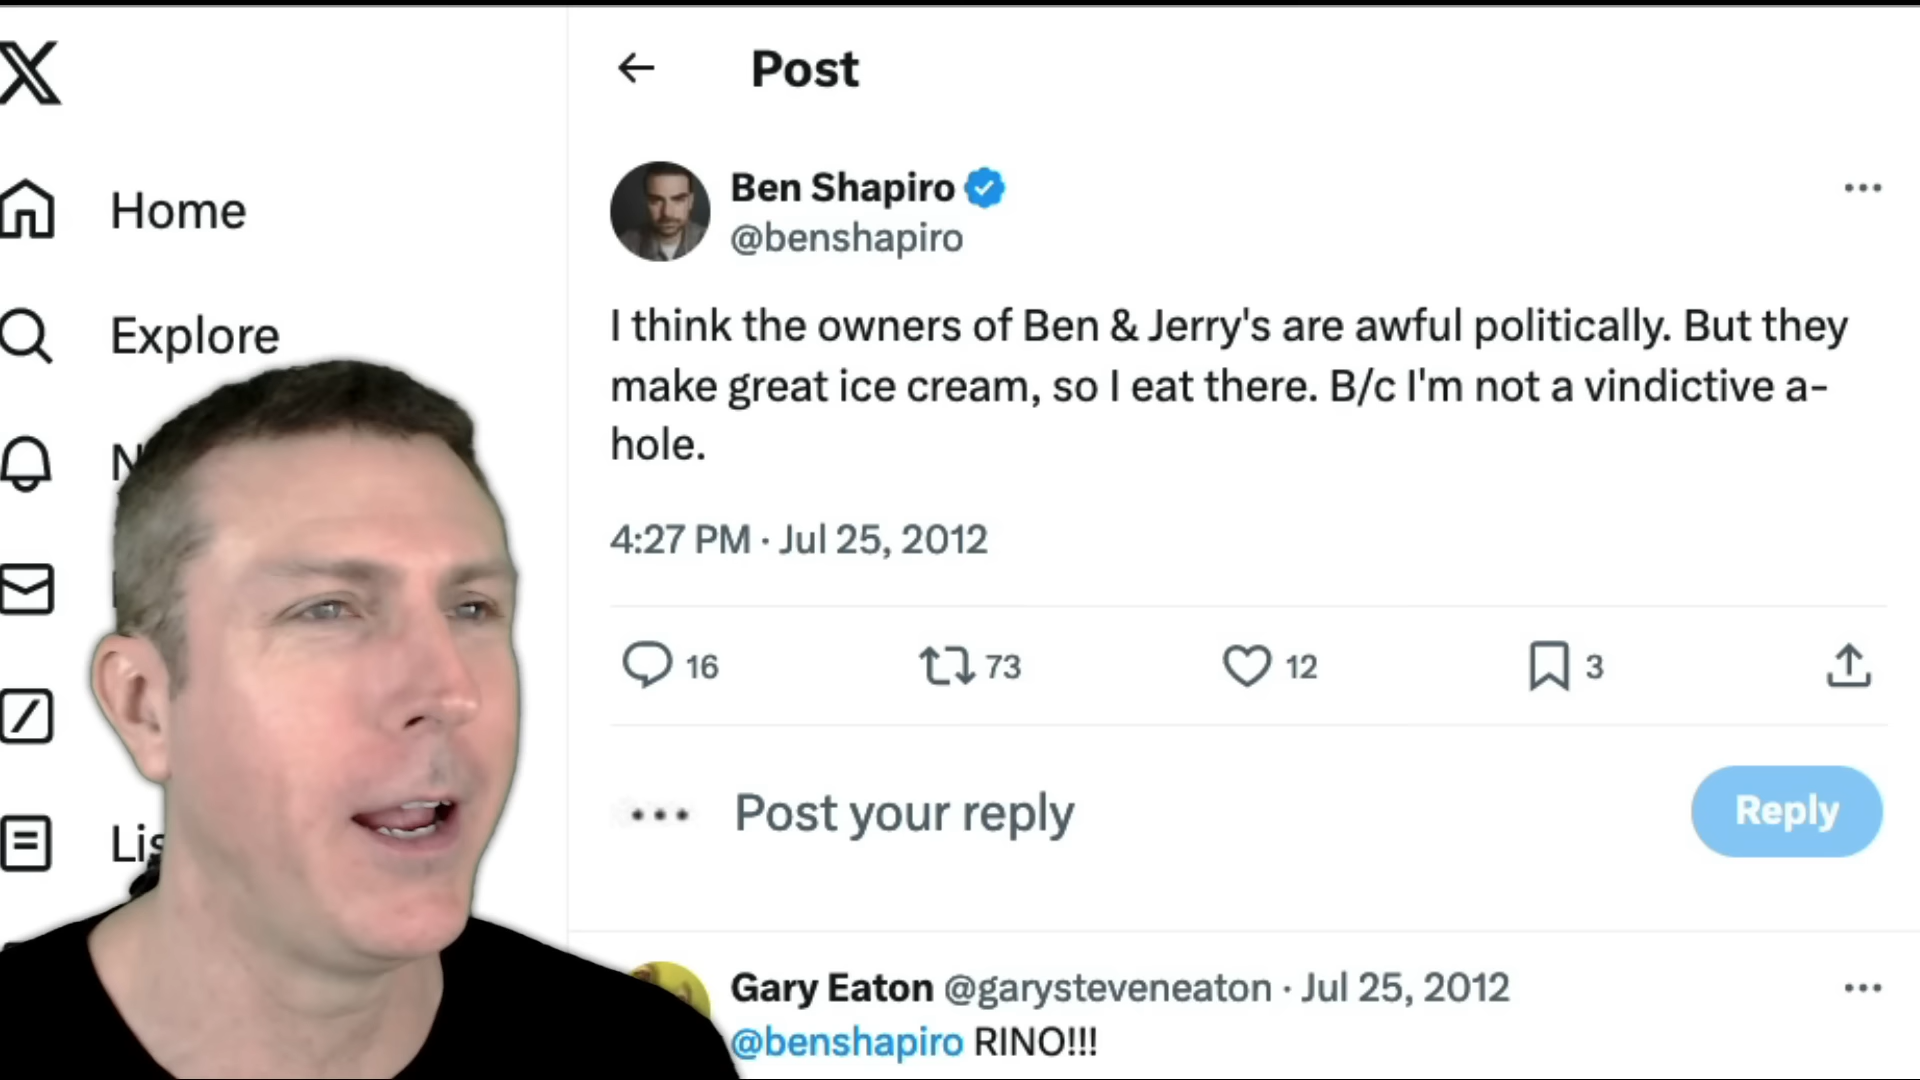 Post
Home
Explore
Ben Shapiro
@benshapiro
I think the owners of Ben & Jerry's are awful politically. But they
make great ice cream, so I eat there. B/c I'm not a vindictive a-
hole.
4:27 PM · Jul 25, 2012
16 73 12 3
Post your reply
Reply
Gary Eaton @garysteveneaton · Jul 25, 2012
@benshapiro RINO!!!